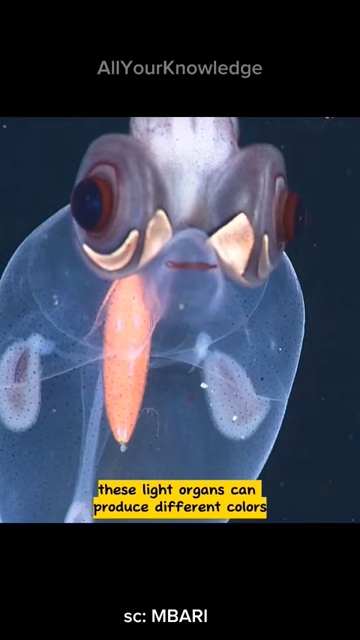 AllYourKnowledge
these light organs can
produce different colors
sc: MBARI